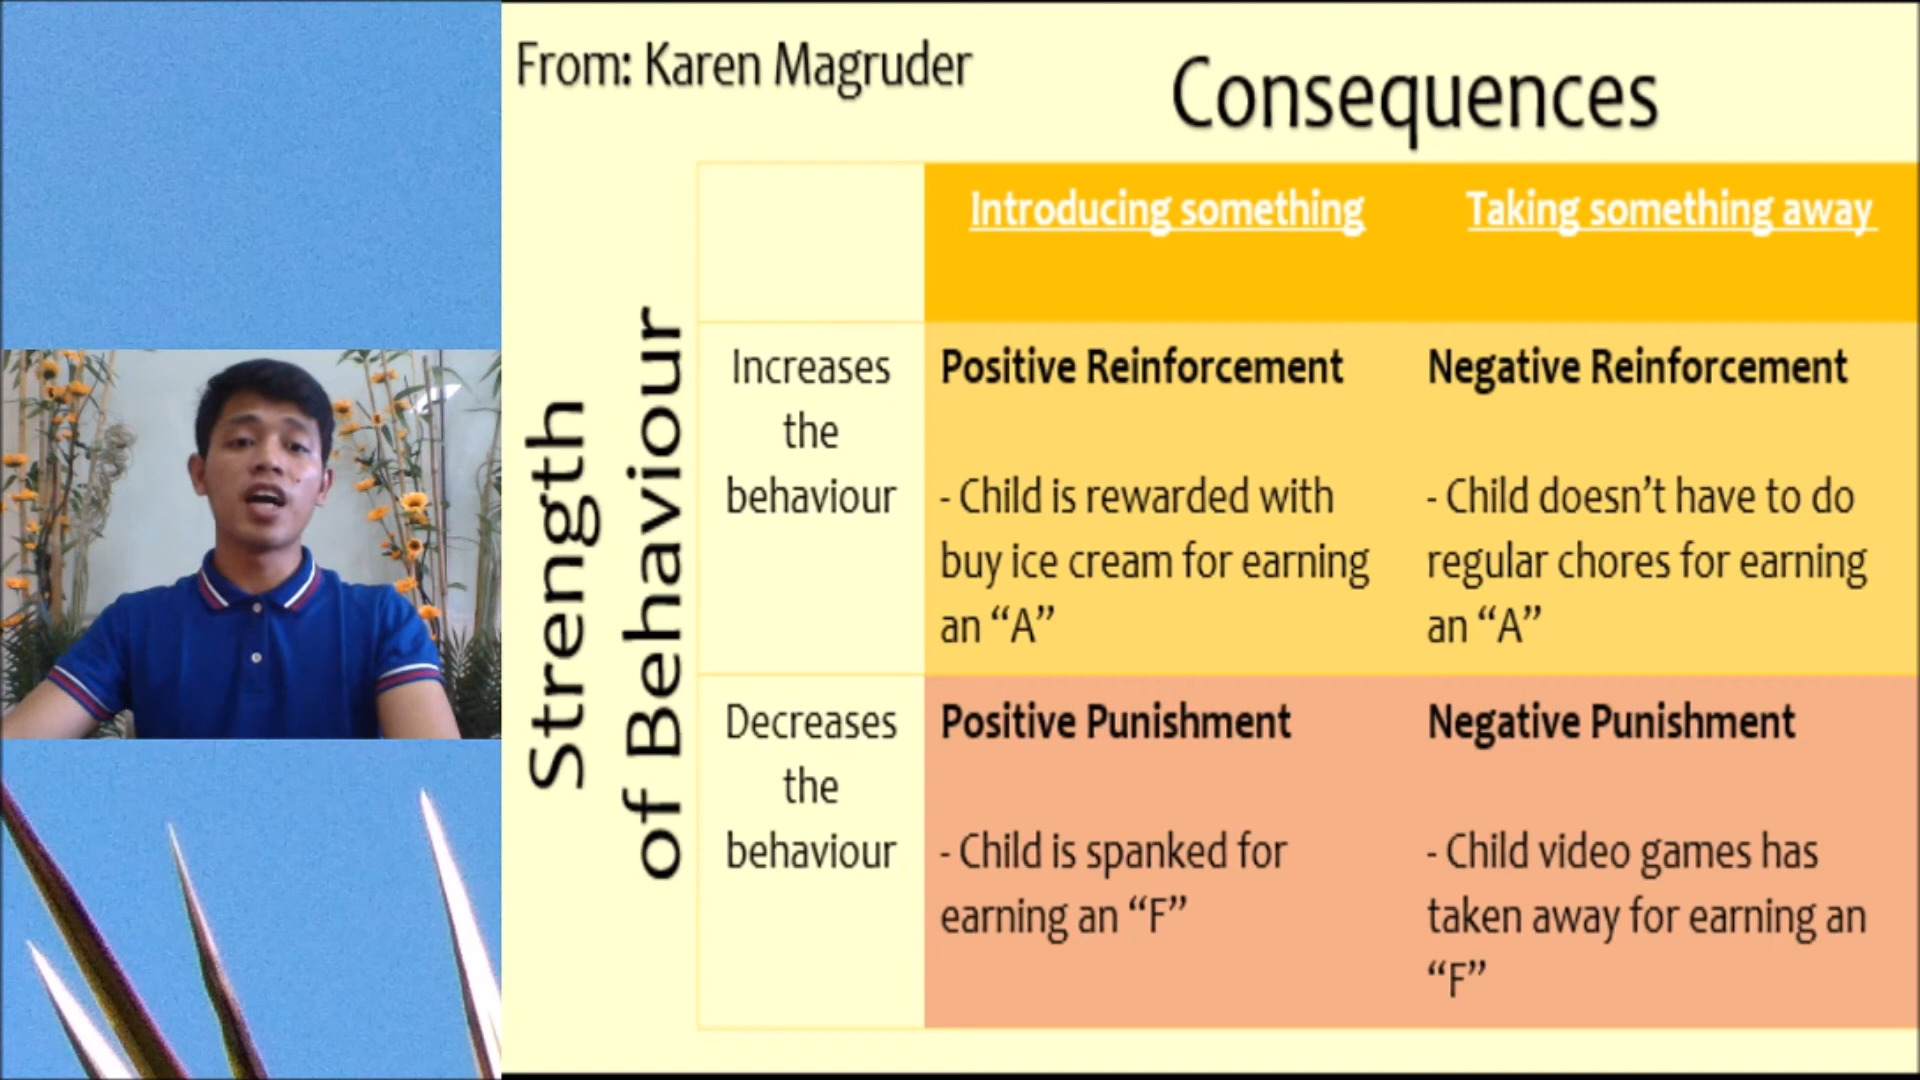 From: Karen Magruder
Consequences
Strength
of Behaviour
Introducing something
Taking something away
Increases
the
behaviour
Positive Reinforcement
- Child is rewarded with
buy ice cream for earning
an “A”
Negative Reinforcement
- Child doesn’t have to do
regular chores for earning
an “A”
Decreases
the
behaviour
Positive Punishment
- Child is spanked for
earning an “F”
Negative Punishment
- Child video games has
taken away for earning an
“F”